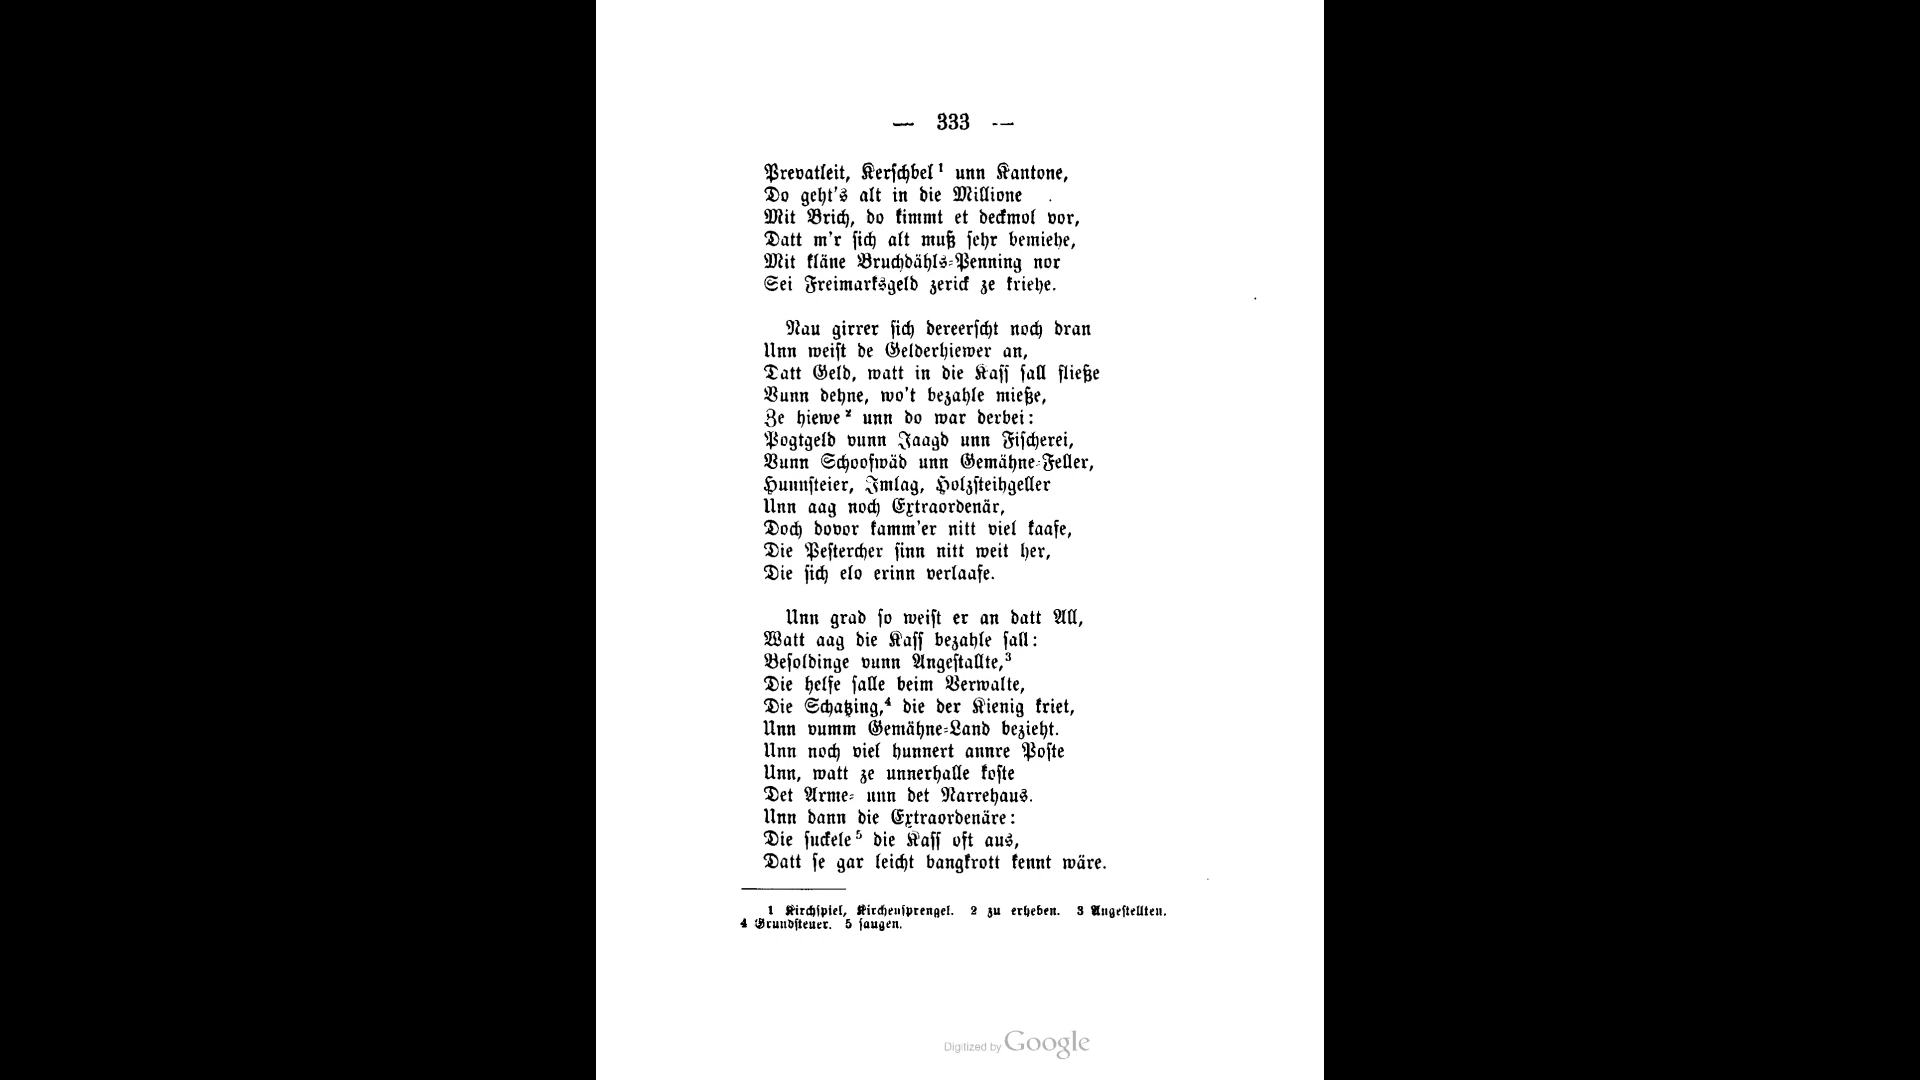 — 333 —
Prevatleit, Kerſchbel¹ unn Kantone,
Do geht's alt in die Millione
Mit Brich, do kimmt et deckmol vor,
Datt m'r ſich alt muß ſehr bemiehe,
Mit kläne Bruchdähls-Penning nor
Sei Freimarksgeld zerick ze kriehe.
Nau girrer ſich dereerſcht noch dran
Unn weiſt de Gelderhiewer an,
Datt Geld, watt in die Kaſſ ſall fließe
Vunn dehne, wo't bezahle mieße,
Ze hiewe² unn do war derbei:
Pogtgeld vunn Jaagd unn Fiſcherei,
Vunn Schoofwäd unn Gemähne-Feller,
Hunnſteier, Imlag, Holzſteihgeller
Unn aag noch Extraordenär,
Doch dovor kamm'er nitt viel kaafe,
Die Peſtercher ſinn nitt weit her,
Die ſich elo erinn verlaafe.
Unn grad ſo weiſt er an datt All,
Watt aag die Kaſſ bezahle ſall:
Beſoldinge vunn Angeſtallte,³
Die helfe ſalle beim Verwalte,
Die Schatzing,⁴ die der Kienig kriet,
Unn vumm Gemähne-Land bezieht.
Unn noch viel hunnert annre Poſte
Unn, watt ze unnerhalle koſte
Det Arme- unn det Narrehaus.
Unn dann die Extraordenäre:
Die ſuckele⁵ die Kaſſ oft aus,
Datt ſe gar leicht bangkrott kennt wäre.
1 Kirchſpiel, Kirchenſprengel. 2 zu erheben. 3 Angeſtellten.
4 Grundſteuer. 5 ſaugen.
Digitized by Google